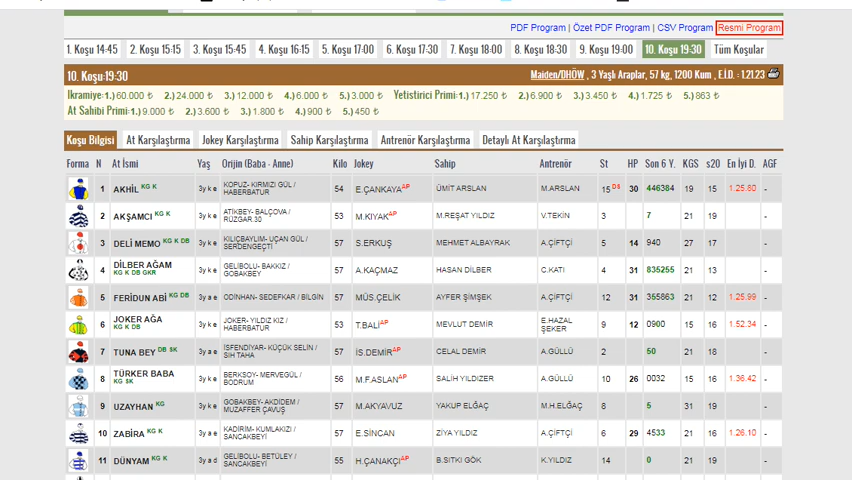 PDF Program | Özet PDF Program | CSV Program | Resmi Program
1. Koşu 14:45 2. Koşu 15:15 3. Koşu 15:45 4. Koşu 16:15 5. Koşu 17:00 6. Koşu 17:30 7. Koşu 18:00 8. Koşu 18:30 9. Koşu 19:00 10. Koşu 19:30 Tüm Koşular
10. Koşu:19:30 Maiden/DHÖW , 3 Yaşlı Araplar, 57 kg, 1200 Kum , E.İ.D. : 1.21.23
Ikramiye:1.) 60.000 ₺ 2.) 24.000 ₺ 3.) 12.000 ₺ 4.) 6.000 ₺ 5.) 3.000 ₺ Yetistirici Primi:1.) 17.250 ₺ 2.) 6.900 ₺ 3.) 3.450 ₺ 4.) 1.725 ₺ 5.) 863 ₺
At Sahibi Primi:1.) 9.000 ₺ 2.) 3.600 ₺ 3.) 1.800 ₺ 4.) 900 ₺ 5.) 450 ₺
Koşu Bilgisi At Karşılaştırma Jokey Karşılaştırma Sahip Karşılaştırma Antrenör Karşılaştırma Detaylı At Karşılaştırma
Forma N At İsmi Yaş Orijin (Baba - Anne) Kilo Jokey Sahip Antrenör St HP Son 6 Y. KGS s20 En İyi D. AGF
1 AKHİL KG K 3y k e KOPUZ- KIRMIZI GÜL / HABERBATUR 54 E.ÇANKAYA AP ÜMİT ARSLAN M.ARSLAN 15 DS 30 446384 19 15 1.25.80 -
2 AKŞAMCI KG K 3y k e ATİKBEY- BALÇOVA / RÜZGAR 30 53 M.KIYAK AP M.REŞAT YILDIZ V.TEKİN 3 7 21 19 -
3 DELİ MEMO KG K DB 3y k e KILIÇBAYLIM- UÇAN GÜL / SERDENGEÇTİ 57 S.ERKUŞ MEHMET ALBAYRAK A.ÇİFTÇİ 5 14 940 27 17 -
4 DİLBER AĞAM KG K DB GKR 3y k e GELİBOLU- BAKKIZ / GOBAKBEY 57 A.KAÇMAZ HASAN DİLBER C.KATI 4 31 835255 21 13 -
5 FERİDUN ABİ KG DB 3y a e ODİNHAN- SEDEFKAR / BİLGİN 57 MÜS.ÇELİK AYFER ŞİMŞEK A.ÇİFTÇİ 12 31 365863 21 12 1.25.99 -
6 JOKER AĞA KG K DB 3y k e JOKER- YILDIZ KIZ / HABERBATUR 53 T.BALİ AP MEVLUT DEMİR E.HAZAL ŞEKER 9 12 0900 15 16 1.52.34 -
7 TUNA BEY DB SK 3y a e İSFENDİYAR- KÜÇÜK SELİN / SIH TAHA 57 İS.DEMİR AP CELAL DEMİR A.GÜLLÜ 2 50 21 18 -
8 TÜRKER BABA KG SK 3y k e BERKSOY- MERVEGÜL / BODRUM 56 M.F.ASLAN AP SALİH YILDIZER A.GÜLLÜ 10 26 0032 15 16 1.36.42 -
9 UZAYHAN KG 3y k e GOBAKBEY- AKDİDEM / MUZAFFER ÇAVUŞ 57 M.AKYAVUZ YAKUP ELĞAÇ M.H.ELĞAÇ 8 5 31 19 -
10 ZABİRA KG K 3y a e KADİRİM- KUMLAKIZI / SANCAKBEYİ 57 E.SİNCAN ZIYA YILDIZ A.ÇİFTÇİ 6 29 4533 21 16 1.26.10 -
11 DÜNYAM KG K 3y a d GELİBOLU- BETÜLEY / SANCAKBEYİ 55 H.ÇANAKÇI AP B.SITKI GÖK K.YILDIZ 14 0 21 19 -